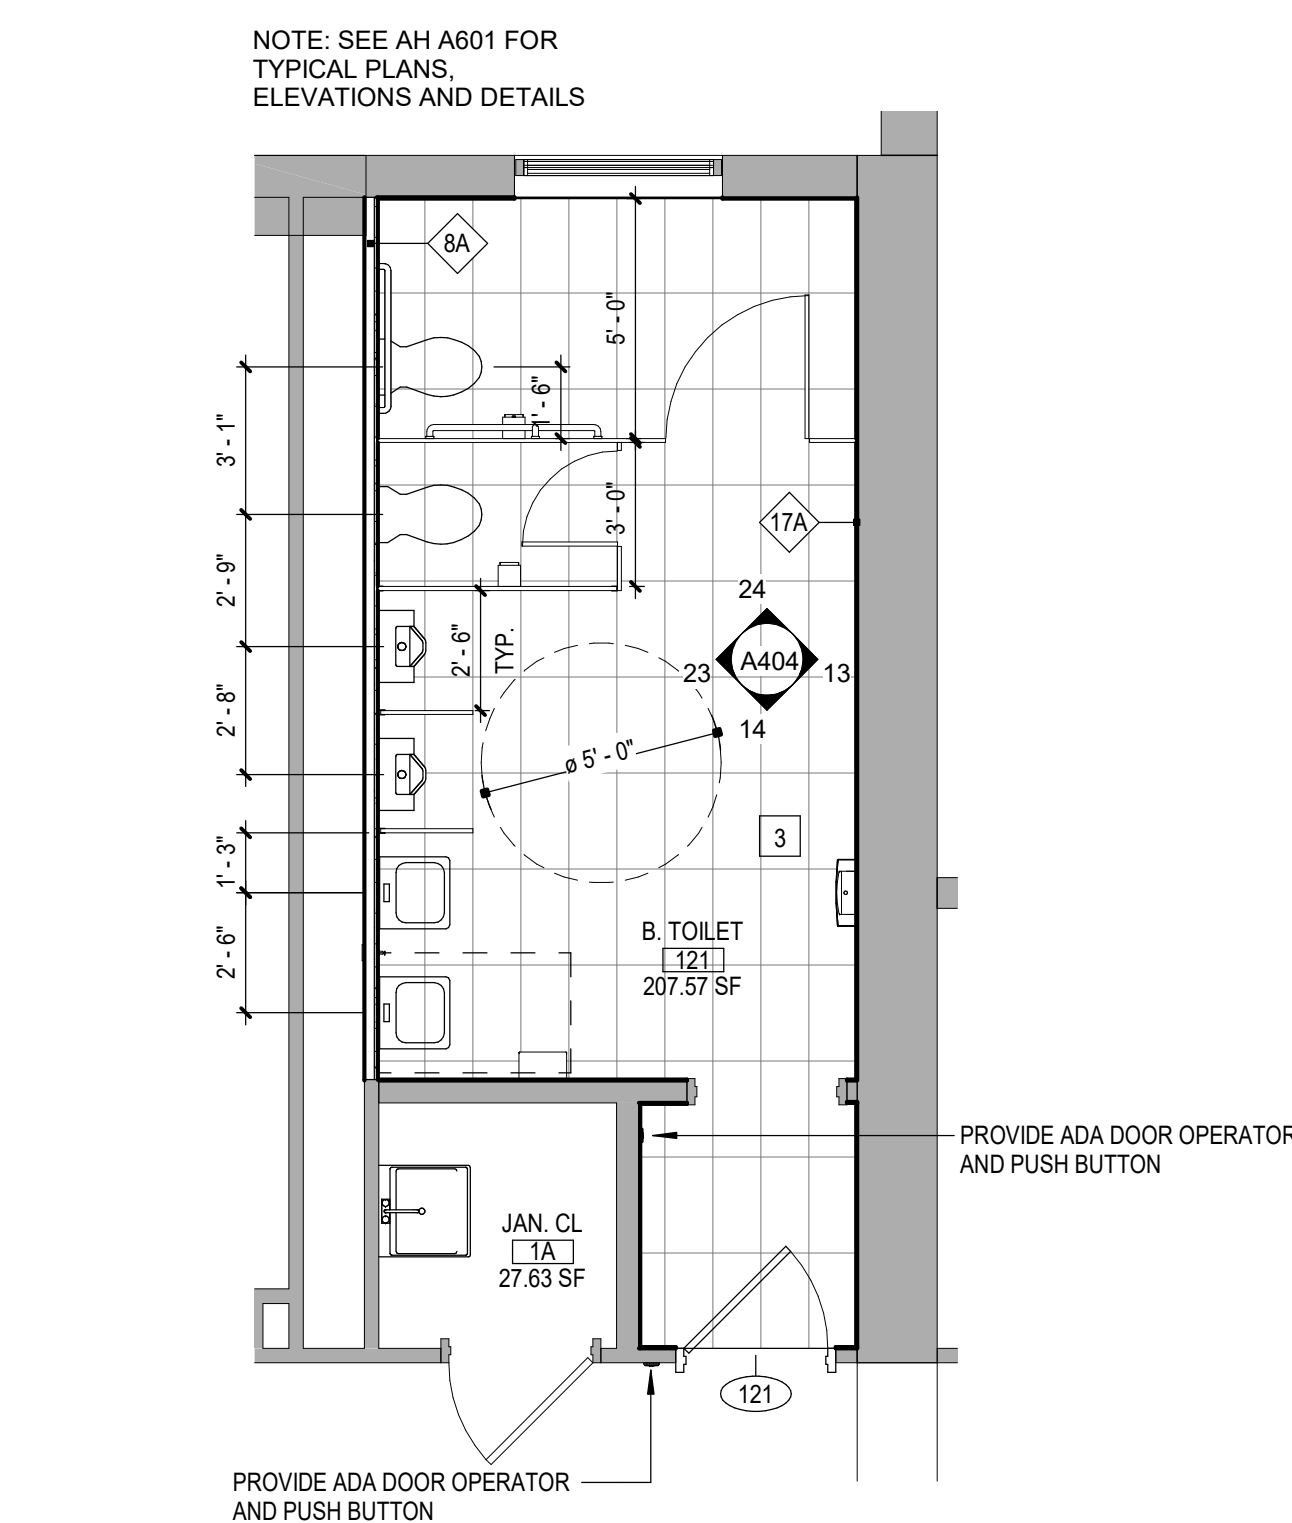 NOTE: SEE AH A601 FOR
TYPICAL PLANS,
ELEVATIONS AND DETAILS
8A
5' - 0"
1' - 6"
3' - 1"
3' - 0"
17A
2' - 9"
24
2' - 6"
TYP.
A404
23
13
14
2' - 8"
ø 5' - 0"
3
1' - 3"
B. TOILET
121
207.57 SF
2' - 6"
PROVIDE ADA DOOR OPERATOR
AND PUSH BUTTON
JAN. CL
1A
27.63 SF
121
PROVIDE ADA DOOR OPERATOR
AND PUSH BUTTON